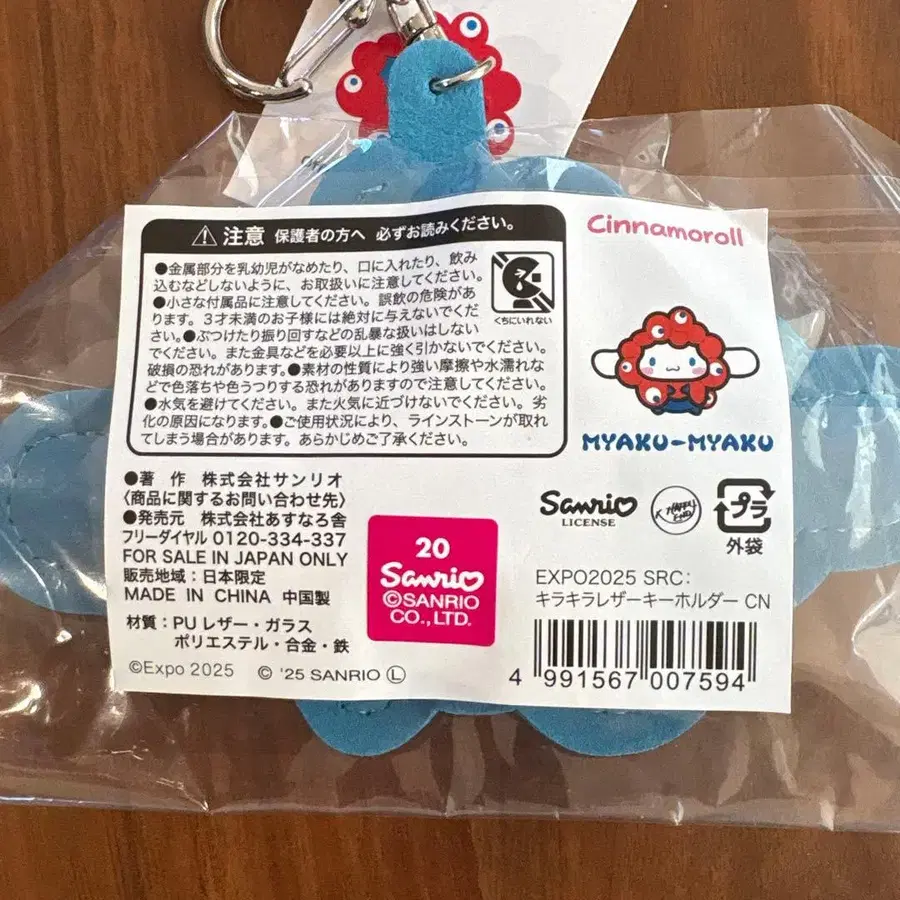 ⚠ 注意 保護者の方へ 必ずお読みください。
●金属部分を乳幼児がなめたり、口に入れたり、飲み
込むなどしないように、お取扱いに注意してください。
●小さな付属品に注意してください。誤飲の危険があ
ります。3才未満のお子様には絶対に与えないでくださ
い。●ぶつけたり振り回すなどの乱暴な扱いはしない
でください。また金具などを必要以上に強く引かないでください。
破損の恐れがあります。●素材の性質により強い摩擦や水濡れな
どで色落ちや色うつりする恐れがありますので注意してください。
●水気を避けてください。また火気に近づけないでください。劣
化の原因になります。●ご使用状況により、ラインストーンが取れ
てしまう場合があります。あらかじめご了承ください。
くちにいれない
●著 作 株式会社サンリオ
〈商品に関するお問い合わせ先〉
●発売元 株式会社あすなろ舎
フリーダイヤル 0120-334-337
FOR SALE IN JAPAN ONLY
販売地域：日本限定
MADE IN CHINA 中国製
材質：PU レザー・ガラス
ポリエステル・合金・鉄
©Expo 2025 © '25 SANRIO Ⓛ
20
Sanrio
©SANRIO
CO.,LTD.
Cinnamoroll
MYAKU-MYAKU
Sanrio
LICENSE
プラ
外袋
EXPO2025 SRC:
キラキラレザーキーホルダー CN
4 991567 007594